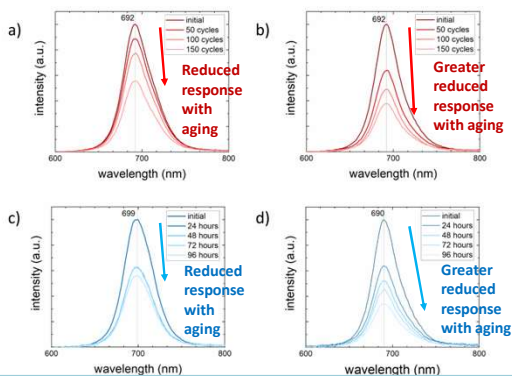 a)
692
initial
50 cycles
100 cycles
150 cycles
Reduced
response
with
aging
intensity (a.u.)
600
700
800
wavelength (nm)
b)
692
initial
50 cycles
100 cycles
150 cycles
Greater
reduced
response
with aging
intensity (a.u.)
600
700
800
wavelength (nm)
c)
699
initial
24 hours
48 hours
72 hours
96 hours
Reduced
response
with
aging
intensity (a.u.)
600
700
800
wavelength (nm)
d)
690
initial
24 hours
48 hours
72 hours
96 hours
Greater
reduced
response
with aging
intensity (a.u.)
600
700
800
wavelength (nm)